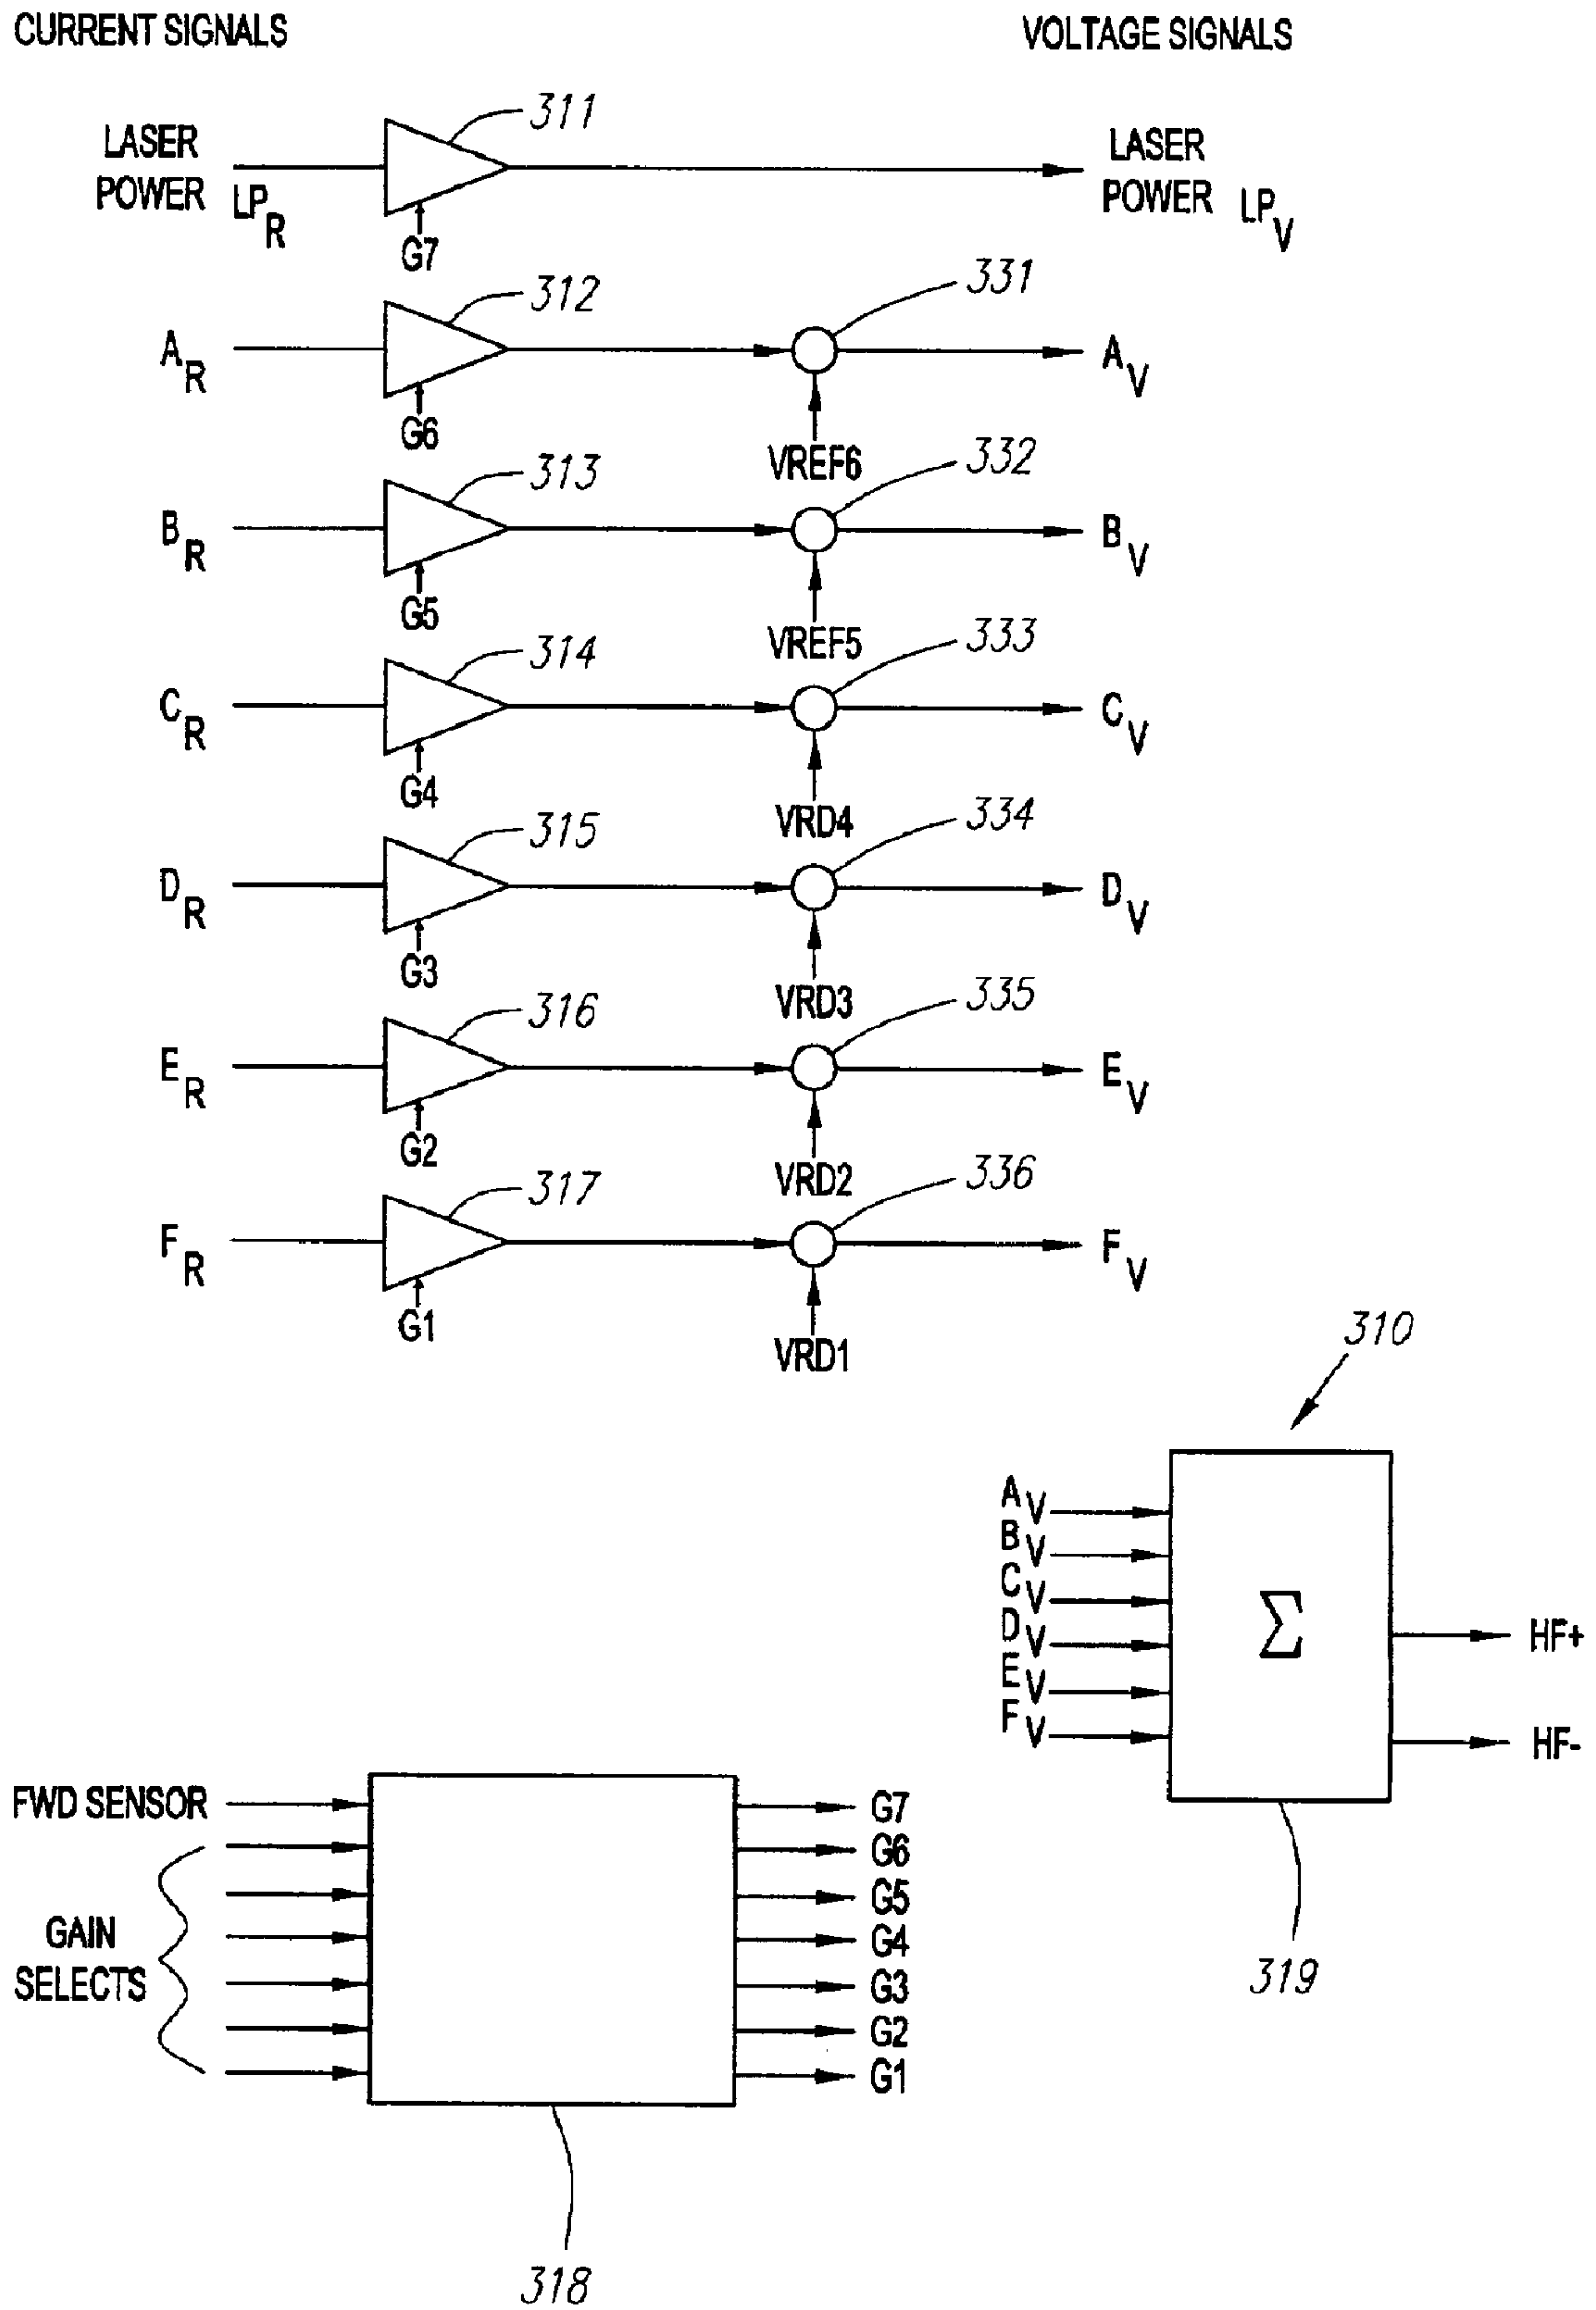 CURRENT SIGNALS
VOLTAGE SIGNALS
311
LASER POWER LPR
G7
LASER POWER LPV
312
AR
G6
331
VREF6
AV
313
BR
G5
332
VREF5
BV
314
CR
G4
333
VRD4
CV
315
DR
G3
334
VRD3
DV
316
ER
G2
335
VRD2
EV
317
FR
G1
336
VRD1
FV
310
AV
BV
CV
DV
EV
FV
Σ
HF+
HF-
319
FWD SENSOR
GAIN
SELECTS
G7
G6
G5
G4
G3
G2
G1
318